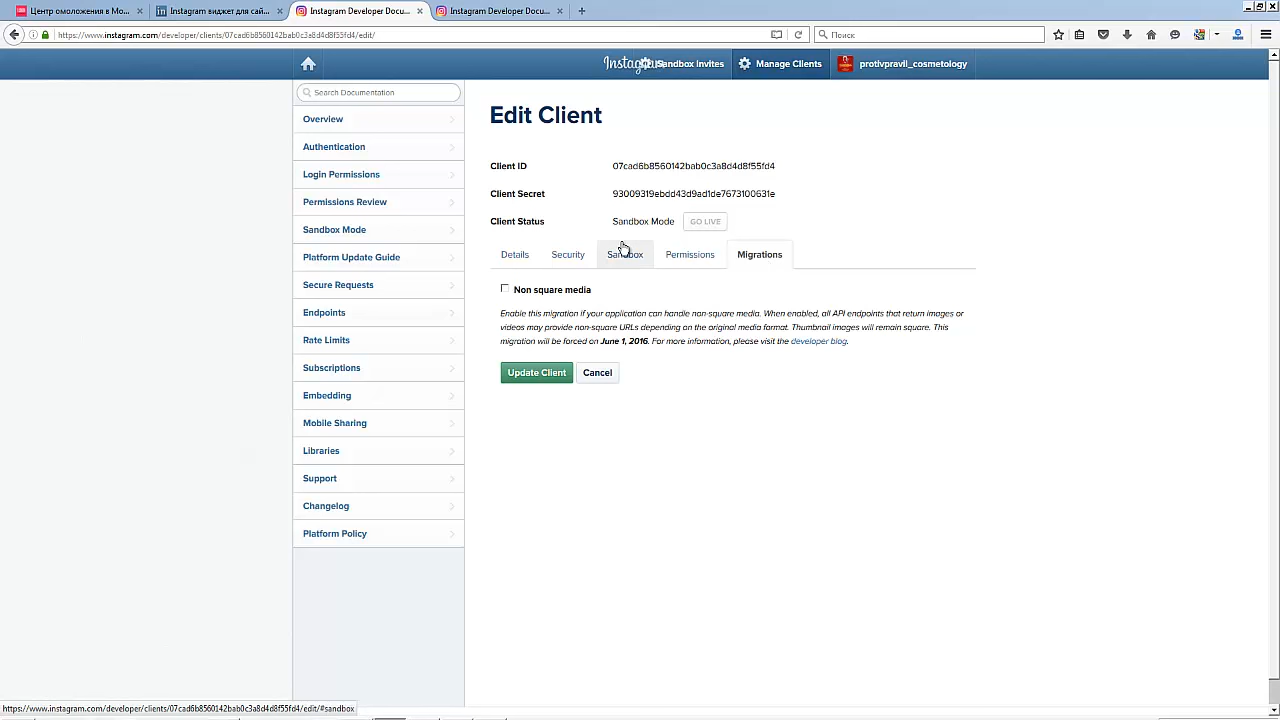 Центр омоложения в Мо...
Instagram виджет для сай...
Instagram Developer Docu...
Instagram Developer Docu...
https://www.instagram.com/developer/clients/07cad6b8560142bab0c3a8d4d8f55fd4/edit/
Поиск
Instagram
Sandbox Invites
Manage Clients
protivpravil_cosmetology
Search Documentation
Overview
Authentication
Login Permissions
Permissions Review
Sandbox Mode
Platform Update Guide
Secure Requests
Endpoints
Rate Limits
Subscriptions
Embedding
Mobile Sharing
Libraries
Support
Changelog
Platform Policy
Edit Client
Client ID 07cad6b8560142bab0c3a8d4d8f55fd4
Client Secret 93009319ebdd43d9ad1de7673100631e
Client Status Sandbox Mode GO LIVE
Details Security Sandbox Permissions Migrations
Non square media
Enable this migration if your application can handle non-square media. When enabled, all API endpoints that return images or
videos may provide non-square URLs depending on the original media format. Thumbnail images will remain square. This
migration will be forced on June 1, 2016. For more information, please visit the developer blog.
Update Client Cancel
https://www.instagram.com/developer/clients/07cad6b8560142bab0c3a8d4d8f55fd4/edit/#sandbox